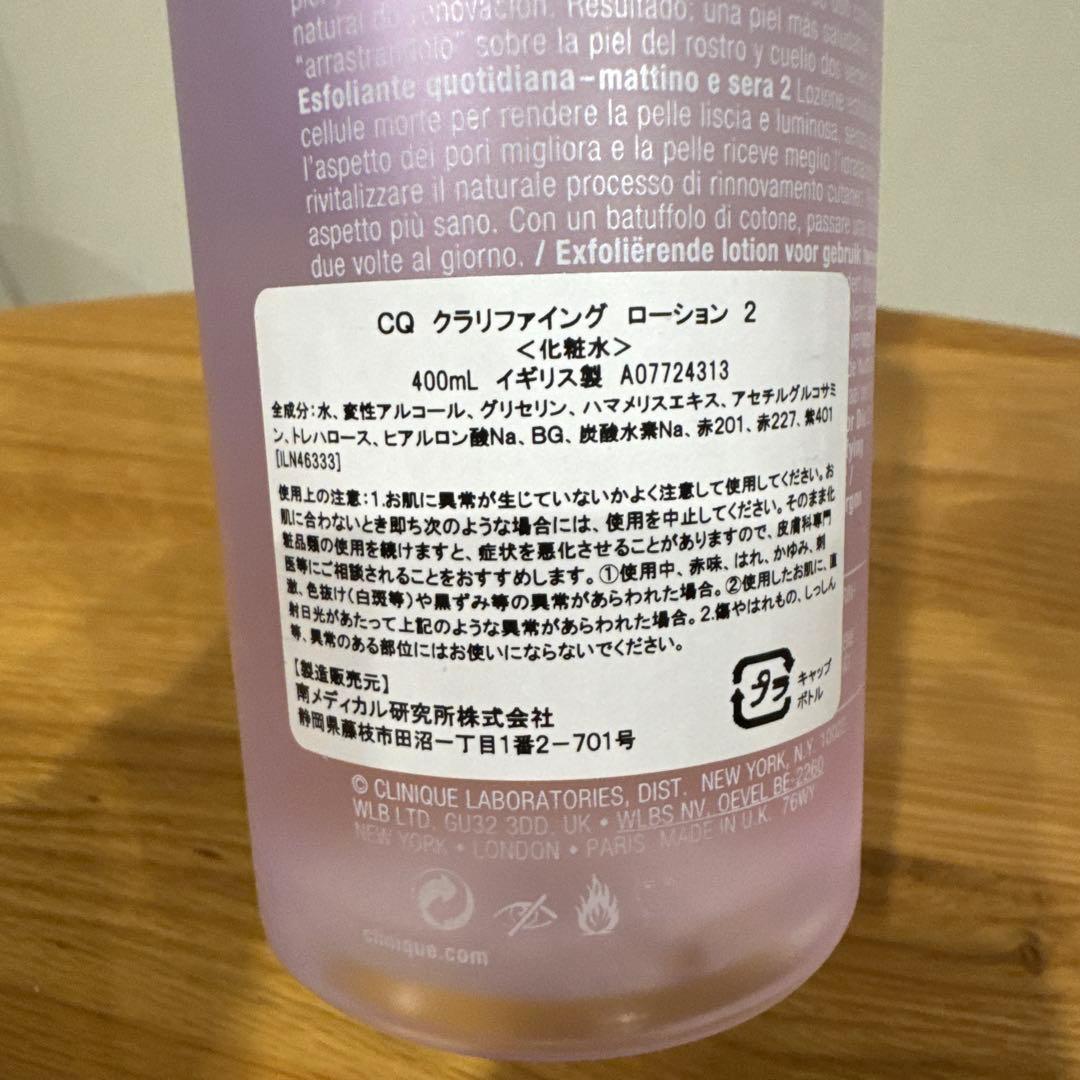 natural de renovación. Resultado: una piel más
sobre la piel del rostro y cuello dos
Esfoliante quotidiana–mattino e sera 2 Lozione
cellule morte per rendere la pelle liscia e luminosa,
l'aspetto dei pori migliora e la pelle riceve meglio
rivitalizzare il naturale processo di rinnovamento
aspetto più sano. Con un batuffolo di cotone, passare
due volte al giorno. / Exfoliërende lotion voor gebruik
CQ クラリファイング ローション 2
<化粧水>
400mL イギリス製 A07724313
全成分:水、変性アルコール、グリセリン、ハマメリスエキス、アセチルグルコサミ
ン、トレハロース、ヒアルロン酸Na、BG、炭酸水素Na、赤201、赤227、紫401
[ILN46333]
使用上の注意:1.お肌に異常が生じていないかよく注意して使用してください。お
肌に合わないとき即ち次のような場合には、使用を中止してください。そのまま化
粧品類の使用を続けますと、症状を悪化させることがありますので、皮膚科専門
医等にご相談されることをおすすめします。①使用中、赤味、はれ、かゆみ、刺
激、色抜け(白斑等)や黒ずみ等の異常があらわれた場合。②使用したお肌に、直
射日光があたって上記のような異常があらわれた場合。2.傷やはれもの、しっしん
等、異常のある部位にはお使いにならないでください。
【製造販売元】
南メディカル研究所株式会社
静岡県藤枝市田沼一丁目1番2-701号
プラ
キャップ
ボトル
© CLINIQUE LABORATORIES, DIST. NEW YORK, N.Y.
WLB LTD. GU32 3DD. UK • WLBS NV. OEVEL BE-2260
NEW YORK • LONDON • PARIS MADE IN U.K. 76WY
clinique.com